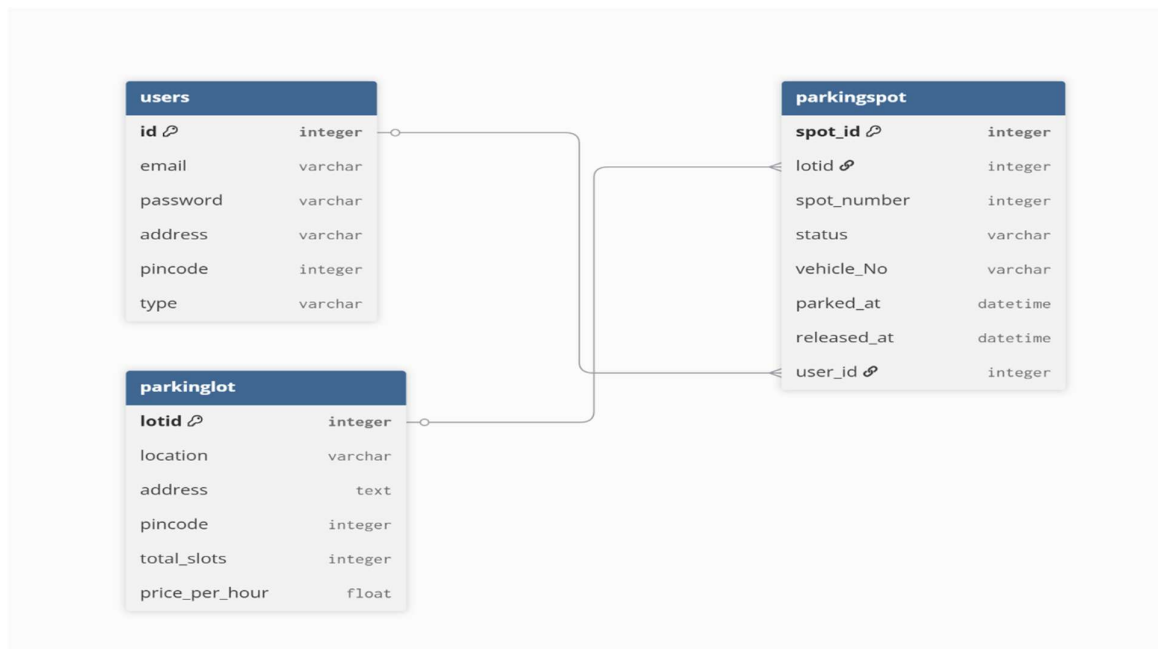 users
id integer
email varchar
password varchar
address varchar
pincode integer
type varchar
parkinglot
lotid integer
location varchar
address text
pincode integer
total_slots integer
price_per_hour float
parkingspot
spot_id integer
lotid integer
spot_number integer
status varchar
vehicle_No varchar
parked_at datetime
released_at datetime
user_id integer